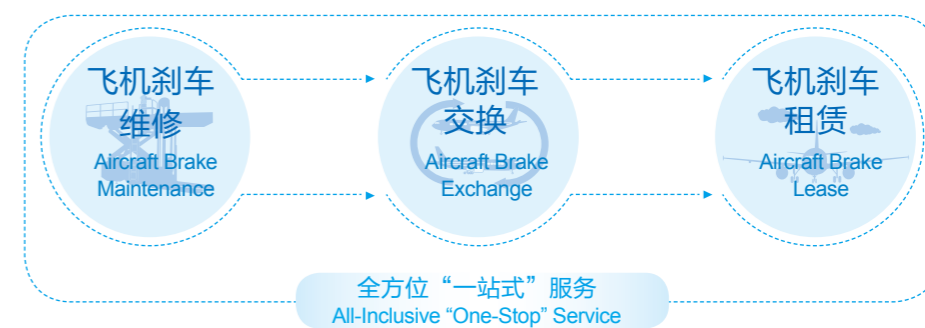 飞机刹车
维修
Aircraft Brake
Maintenance
飞机刹车
交换
Aircraft Brake
Exchange
飞机刹车
租赁
Aircraft Brake
Lease
全方位“一站式”服务
All-Inclusive “One-Stop” Service